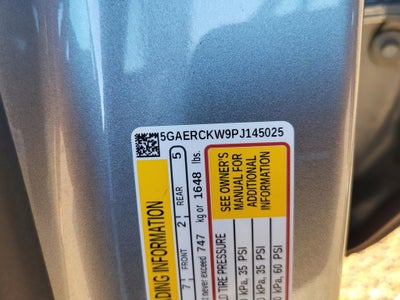 5GAERCKW9PJ145025
DING INFORMATION
7 | FRONT | 2 | REAR | 5
t never exceed 747 kg or 1648 lbs.
SEE OWNER'S
MANUAL FOR
ADDITIONAL
INFORMATION
D TIRE PRESSURE
kPa, 35 PSI
kPa, 35 PSI
kPa, 60 PSI